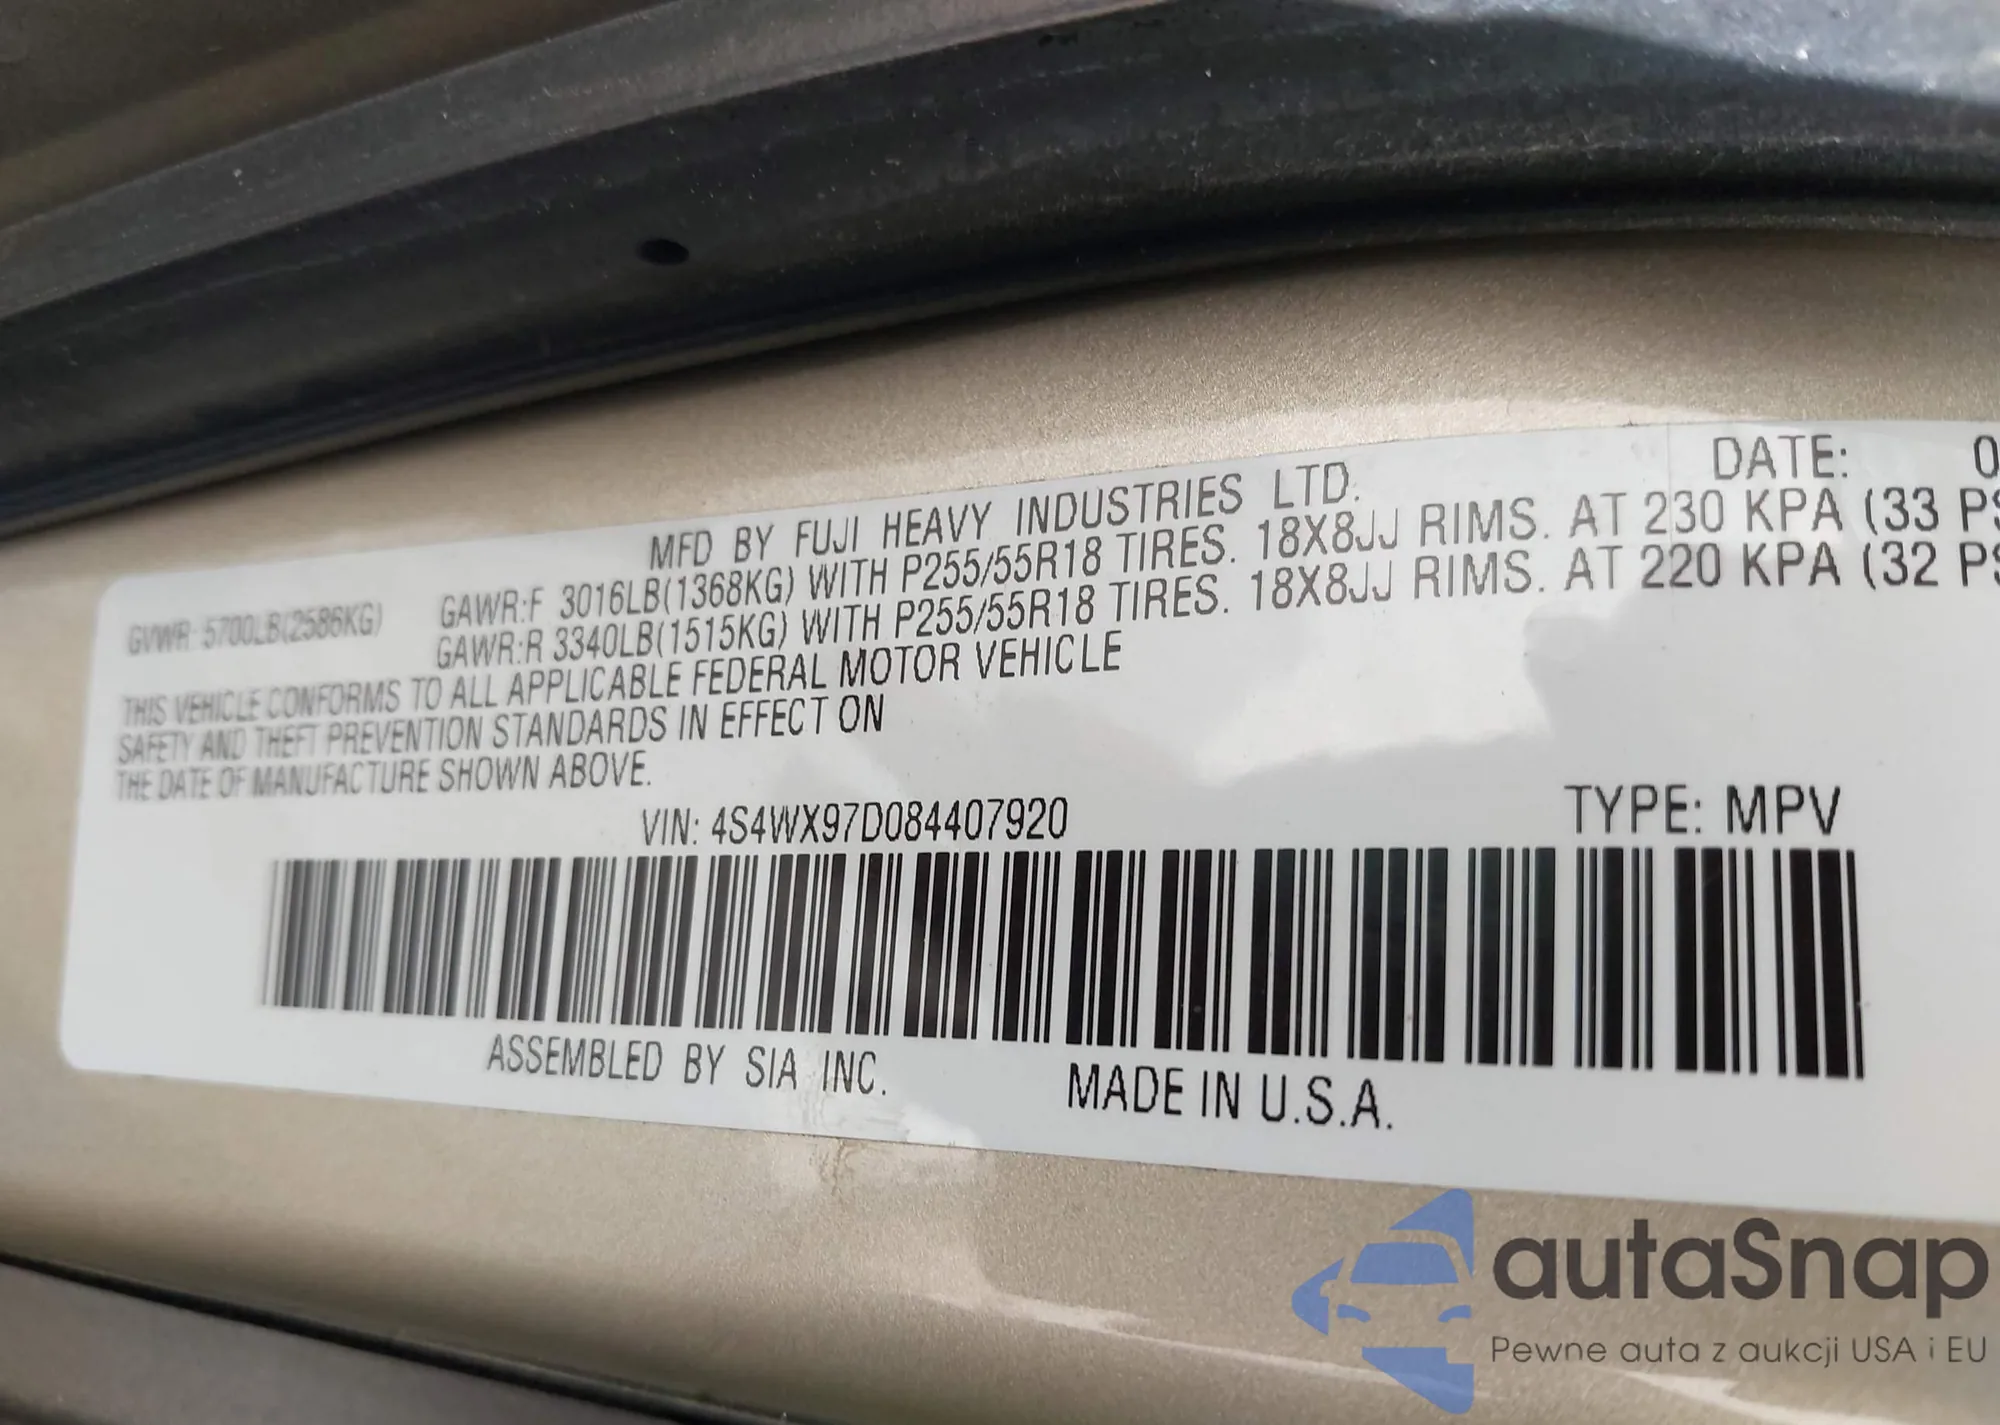 DATE: 0
MFD BY FUJI HEAVY INDUSTRIES LTD.
GVWR: 5700LB(2586KG)
GAWR:F 3016LB(1368KG) WITH P255/55R18 TIRES. 18X8JJ RIMS. AT 230 KPA (33 PS
GAWR:R 3340LB(1515KG) WITH P255/55R18 TIRES. 18X8JJ RIMS. AT 220 KPA (32 PS
THIS VEHICLE CONFORMS TO ALL APPLICABLE FEDERAL MOTOR VEHICLE
SAFETY AND THEFT PREVENTION STANDARDS IN EFFECT ON
THE DATE OF MANUFACTURE SHOWN ABOVE.
VIN: 4S4WX97D084407920
TYPE: MPV
ASSEMBLED BY SIA INC.
MADE IN U.S.A.
autaSnap
Pewne auta z aukcji USA i EU